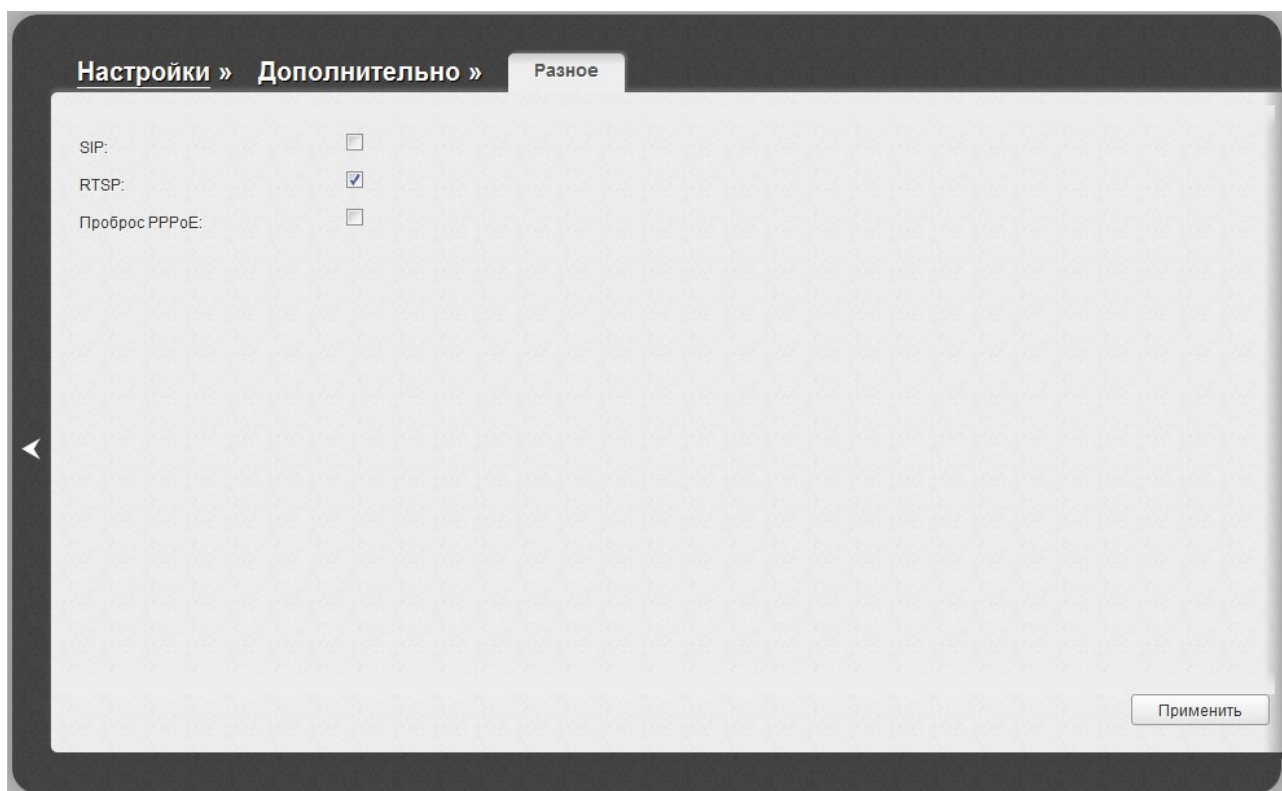 Настройки » Дополнительно » Разное
SIP:
RTSP:
Проброс PPPoE:
Применить